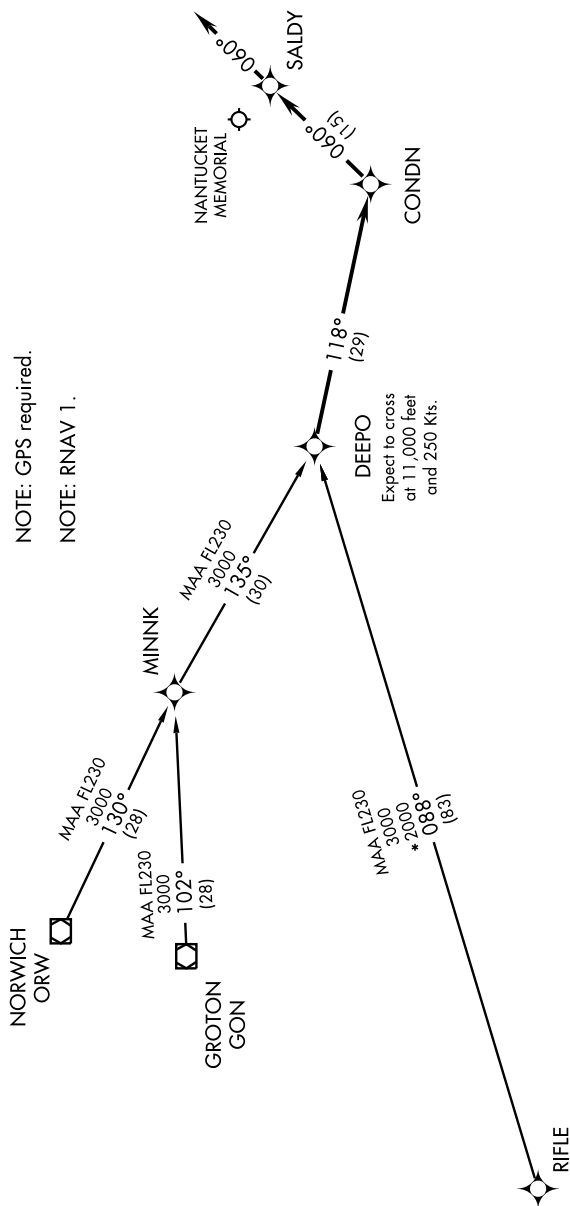 NOTE: GPS required.
NOTE: RNAV 1.
NORWICH
ORW
MAA FL230
3000
130°
(28)
GROTON
GON
MAA FL230
3000
102°
(28)
MINNK
MAA FL230
3000
135°
(30)
RIFLE
MAA FL230
3000
*2000
088°
(83)
DEEPO
Expect to cross
at 11,000 feet
and 250 Kts.
118°
(29)
CONDN
060°
(15)
NANTUCKET
MEMORIAL
SALDY
060°